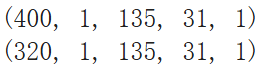 (400, 1, 135, 31, 1)
(320, 1, 135, 31, 1)